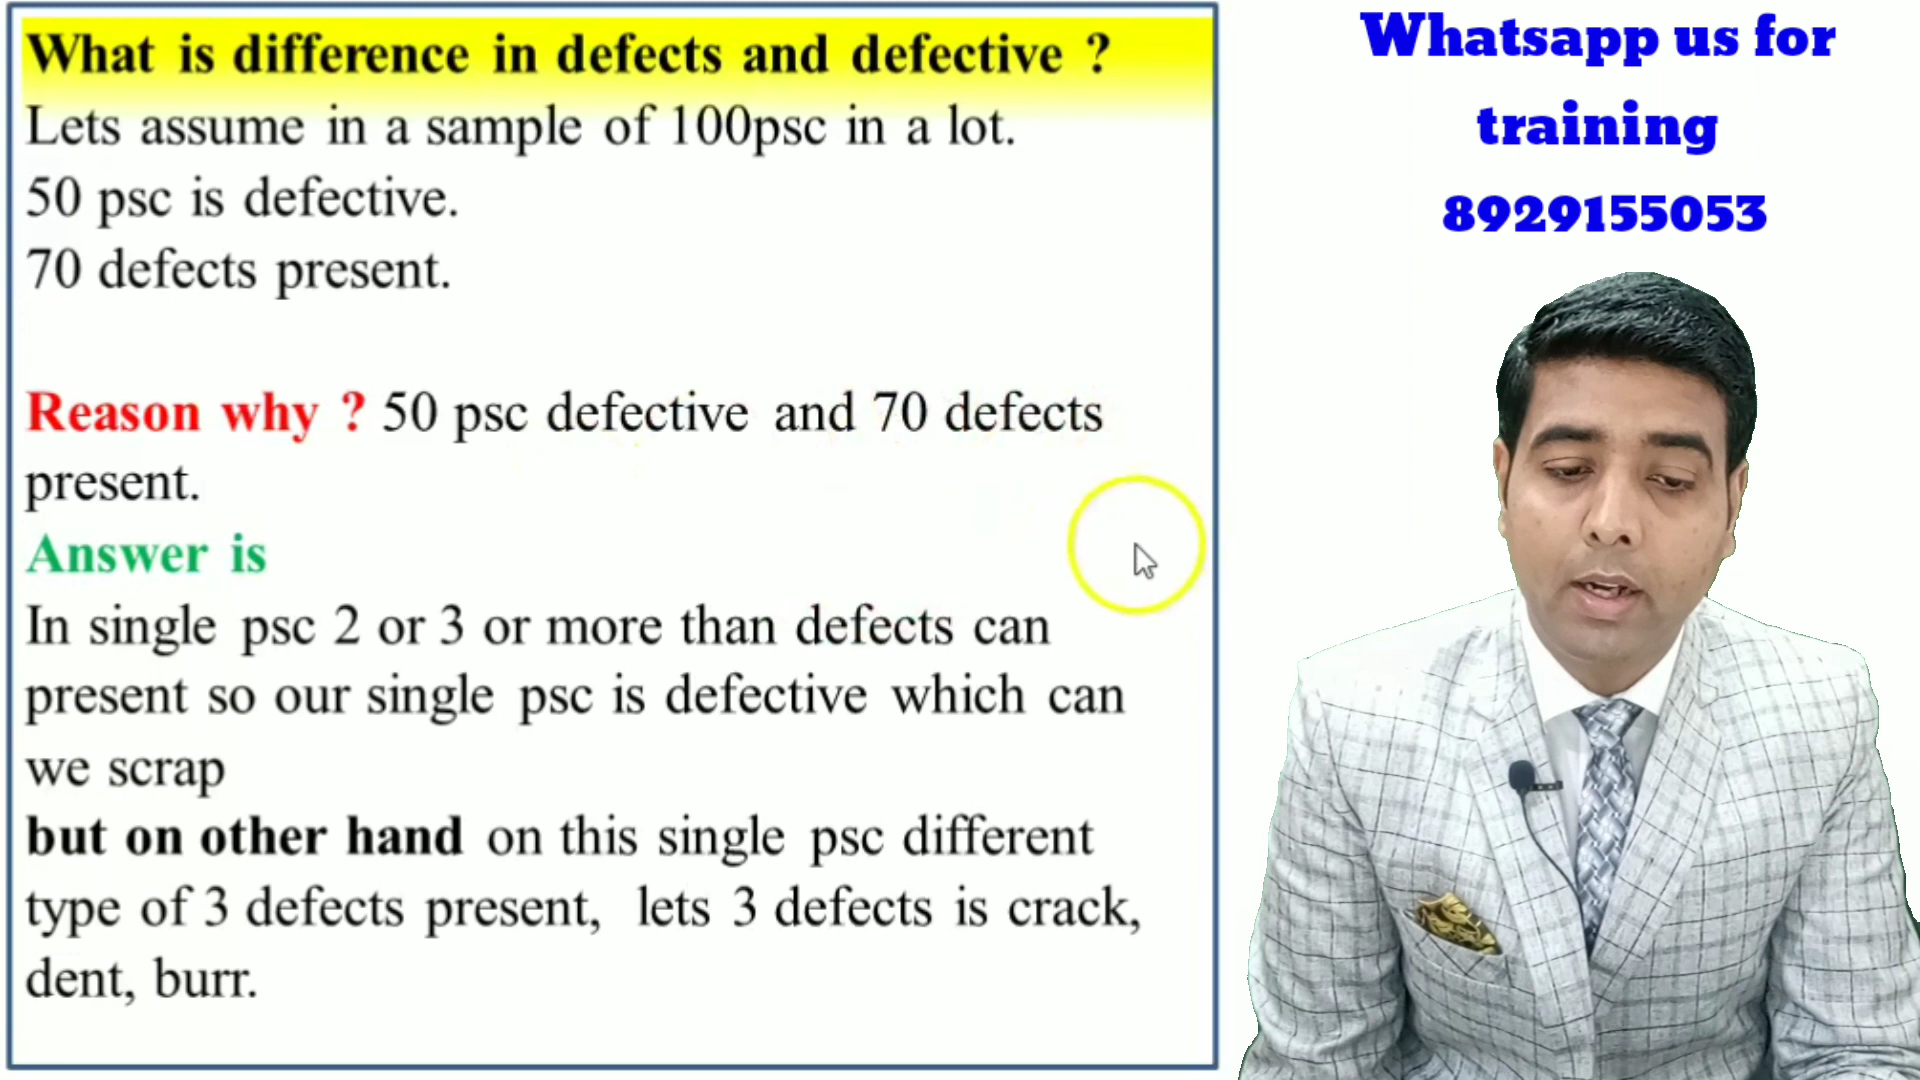 What is difference in defects and defective ?
Lets assume in a sample of 100psc in a lot.
50 psc is defective.
70 defects present.
Reason why ? 50 psc defective and 70 defects
present.
Answer is
In single psc 2 or 3 or more than defects can
present so our single psc is defective which can
we scrap
but on other hand on this single psc different
type of 3 defects present, lets 3 defects is crack,
dent, burr.
Whatsapp us for
training
8929155053